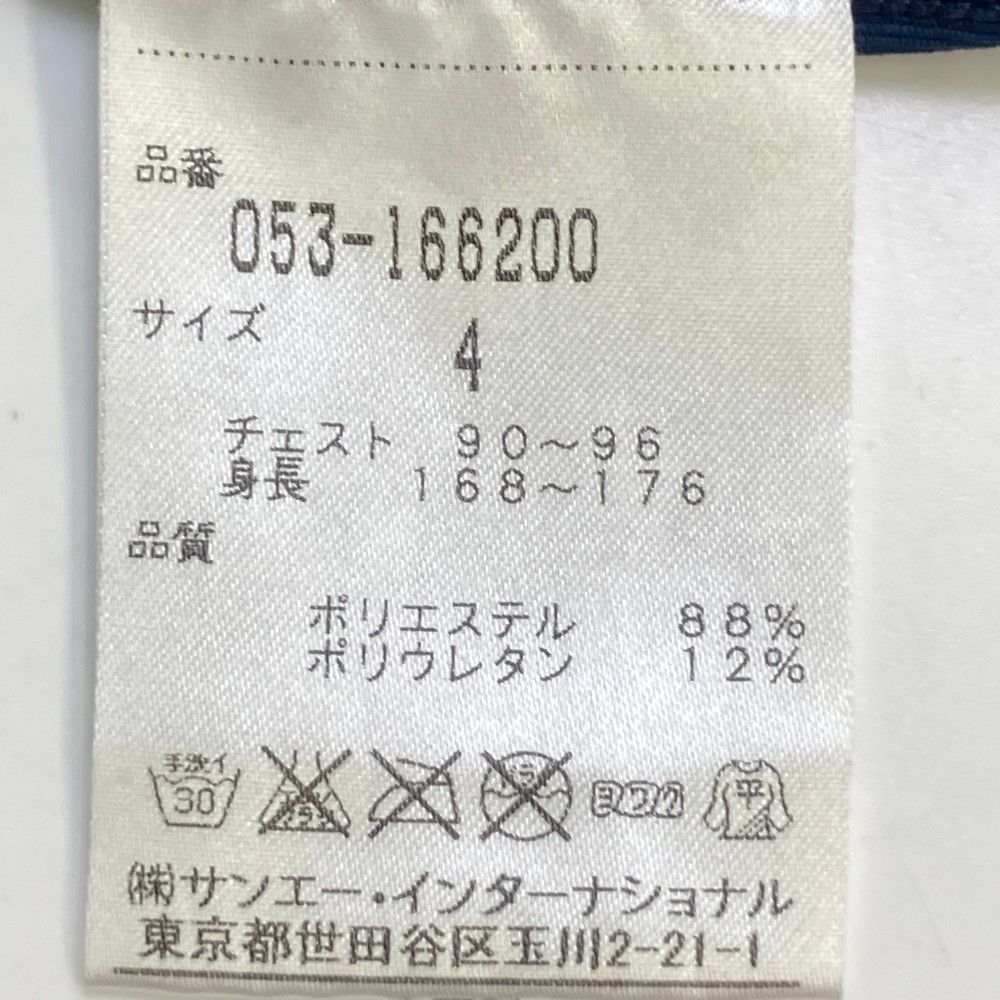 品番
053-166200
サイズ
4
チェスト 90～96
身長 168～176
品質
ポリエステル 88%
ポリウレタン 12%
手洗イ 30 平
㈱サンエー・インターナショナル
東京都世田谷区玉川2-21-1